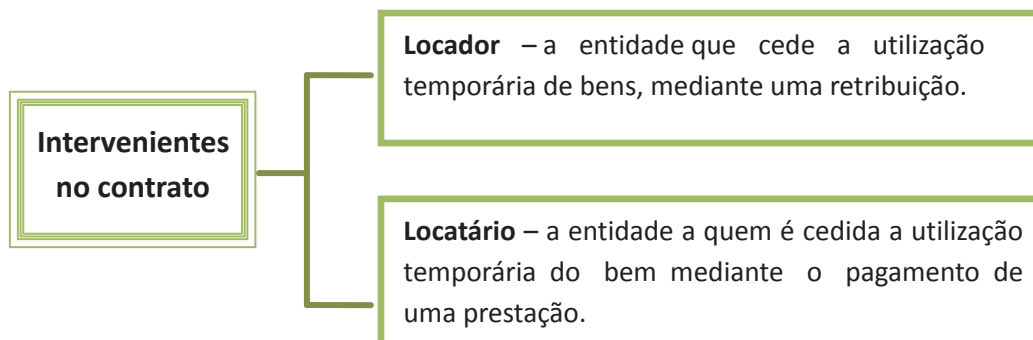 Intervenientes
no contrato
Locador – a entidade que cede a utilização
temporária de bens, mediante uma retribuição.
Locatário – a entidade a quem é cedida a utilização
temporária do bem mediante o pagamento de
uma prestação.